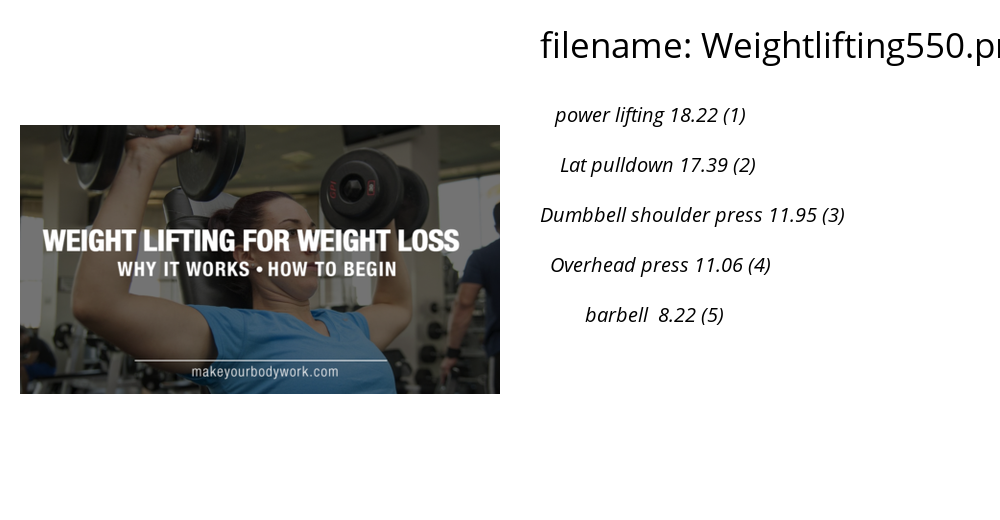 filename: Weightlifting550.pr
power lifting 18.22 (1)
Lat pulldown 17.39 (2)
Dumbbell shoulder press 11.95 (3)
Overhead press 11.06 (4)
barbell  8.22 (5)
WEIGHT LIFTING FOR WEIGHT LOSS
WHY IT WORKS • HOW TO BEGIN
makeyourbodywork.com